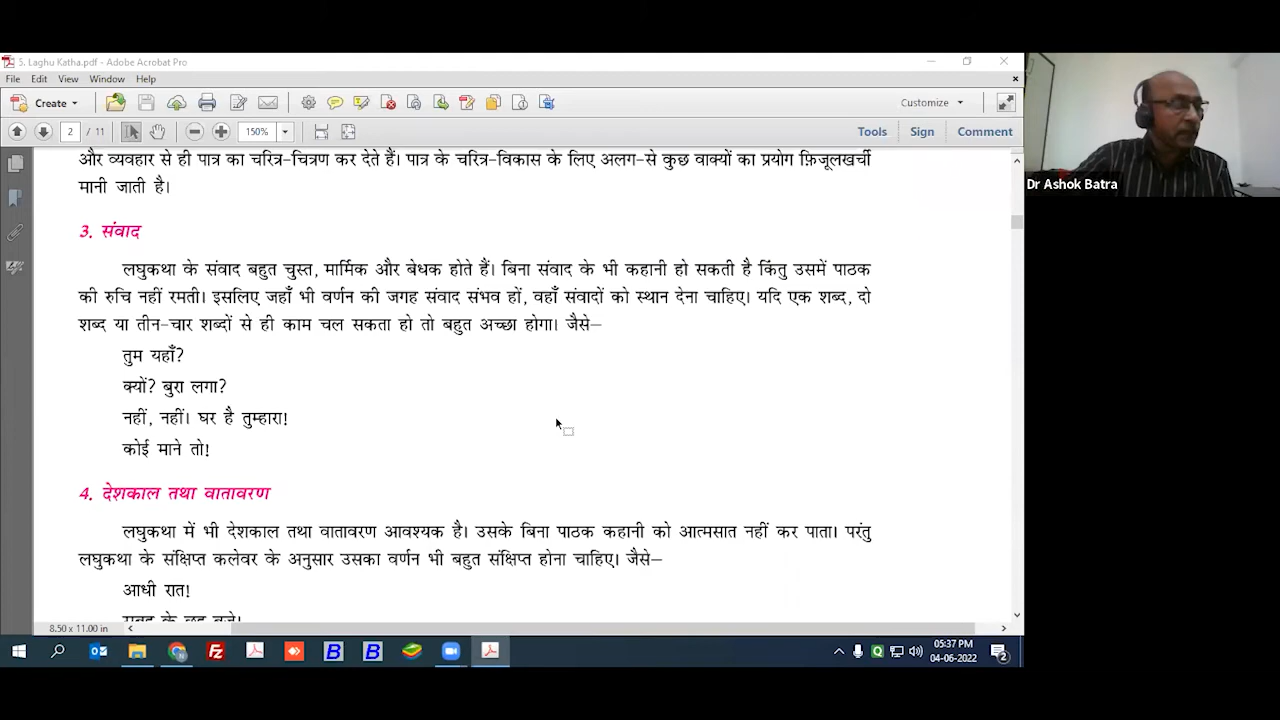 5. Laghu Katha.pdf - Adobe Acrobat Pro
File Edit View Window Help
Create
Customize
2 / 11
150%
Tools Sign Comment
और व्यवहार से ही पात्र का चरित्र-चित्रण कर देते हैं। पात्र के चरित्र-विकास के लिए अलग-से कुछ वाक्यों का प्रयोग फ़िजूलखर्ची
मानी जाती है।
3. संवाद
लघुकथा के संवाद बहुत चुस्त, मार्मिक और बेधक होते हैं। बिना संवाद के भी कहानी हो सकती है किंतु उसमें पाठक
की रुचि नहीं रमती। इसलिए जहाँ भी वर्णन की जगह संवाद संभव हों, वहाँ संवादों को स्थान देना चाहिए। यदि एक शब्द, दो
शब्द या तीन-चार शब्दों से ही काम चल सकता हो तो बहुत अच्छा होगा। जैसे–
तुम यहाँ?
क्यों? बुरा लगा?
नहीं, नहीं। घर है तुम्हारा!
कोई माने तो!
4. देशकाल तथा वातावरण
लघुकथा में भी देशकाल तथा वातावरण आवश्यक है। उसके बिना पाठक कहानी को आत्मसात नहीं कर पाता। परंतु
लघुकथा के संक्षिप्त कलेवर के अनुसार उसका वर्णन भी बहुत संक्षिप्त होना चाहिए। जैसे–
आधी रात!
8.50 x 11.00 in
05:37 PM
04-06-2022
2
Dr Ashok Batra